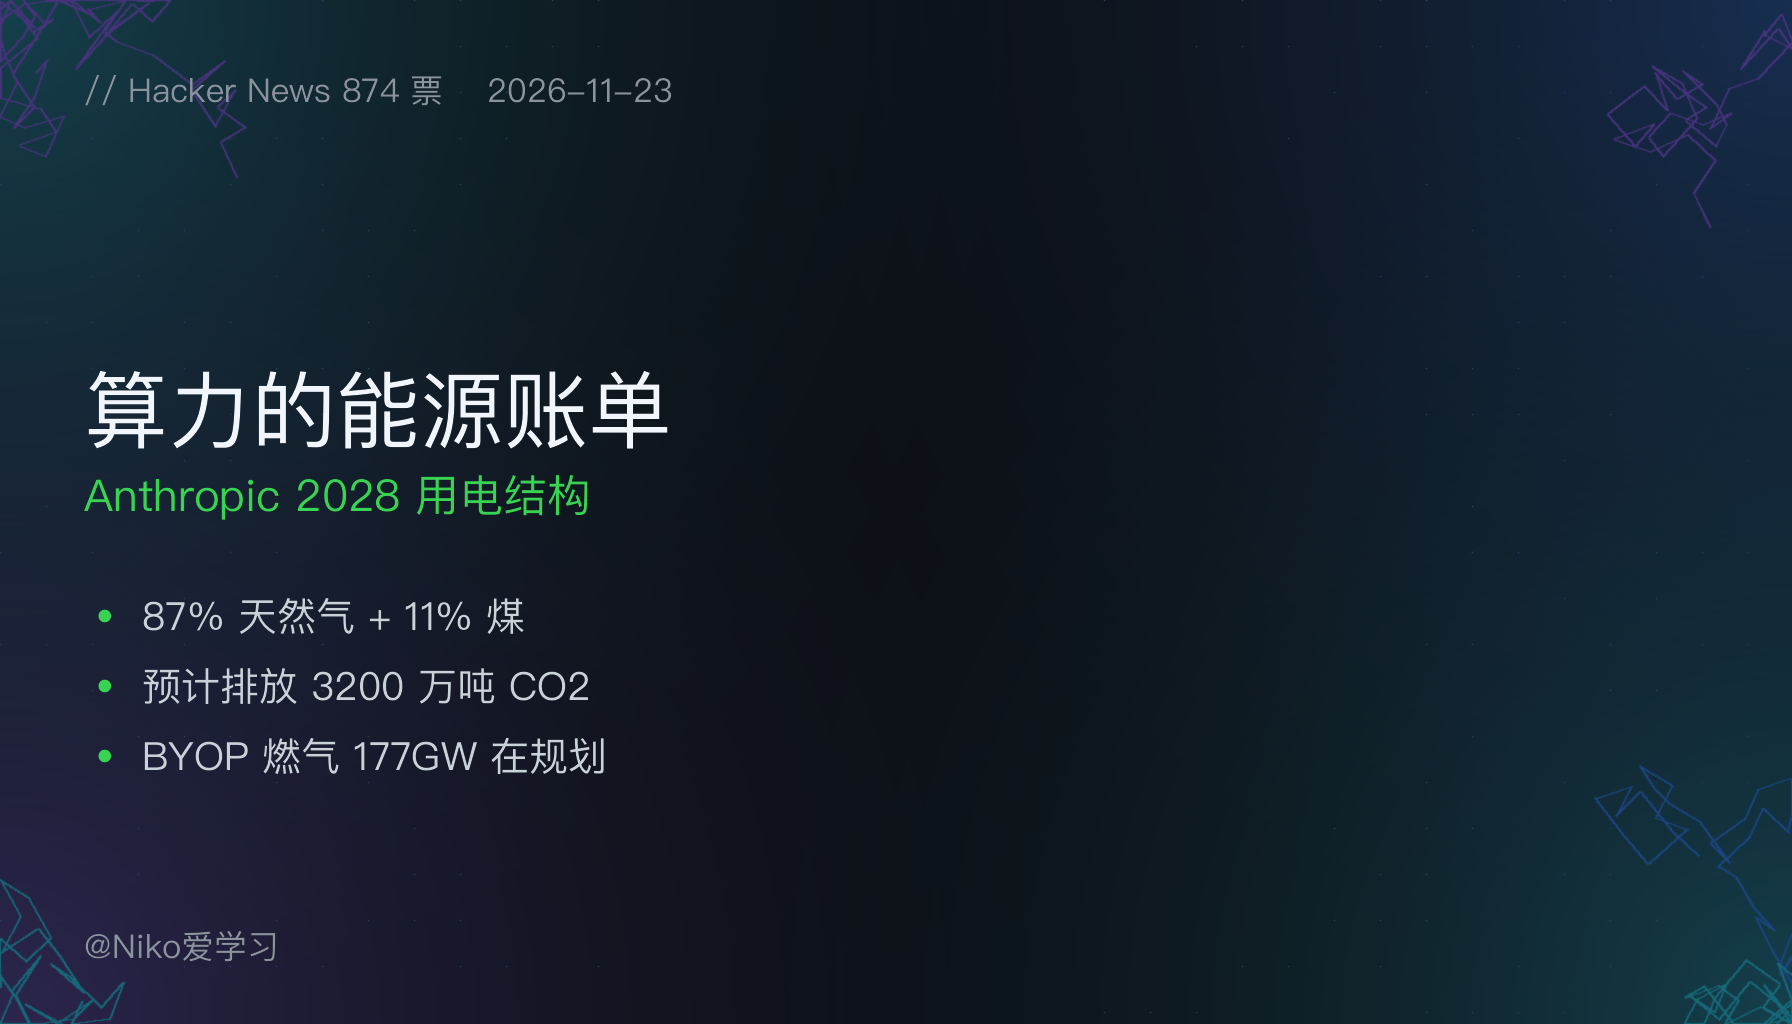 // Hacker News 874 票 2026-11-23
算力的能源账单
Anthropic 2028 用电结构
• 87% 天然气 + 11% 煤
• 预计排放 3200 万吨 CO2
• BYOP 燃气 177GW 在规划
@Niko爱学习